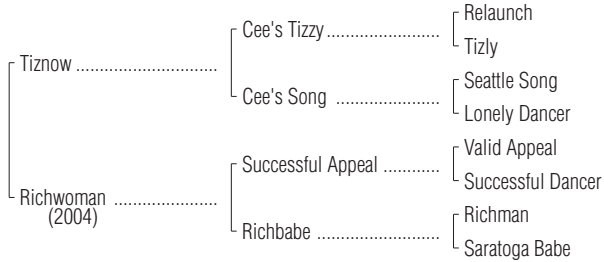 Relaunch
Cee's Tizzy ....................
Tizly
Tiznow .........................
Seattle Song
Cee's Song ..................
Lonely Dancer
Valid Appeal
Successful Appeal ............
Successful Dancer
Richwoman ..................
(2004)
Richman
Richbabe ......................
Saratoga Babe